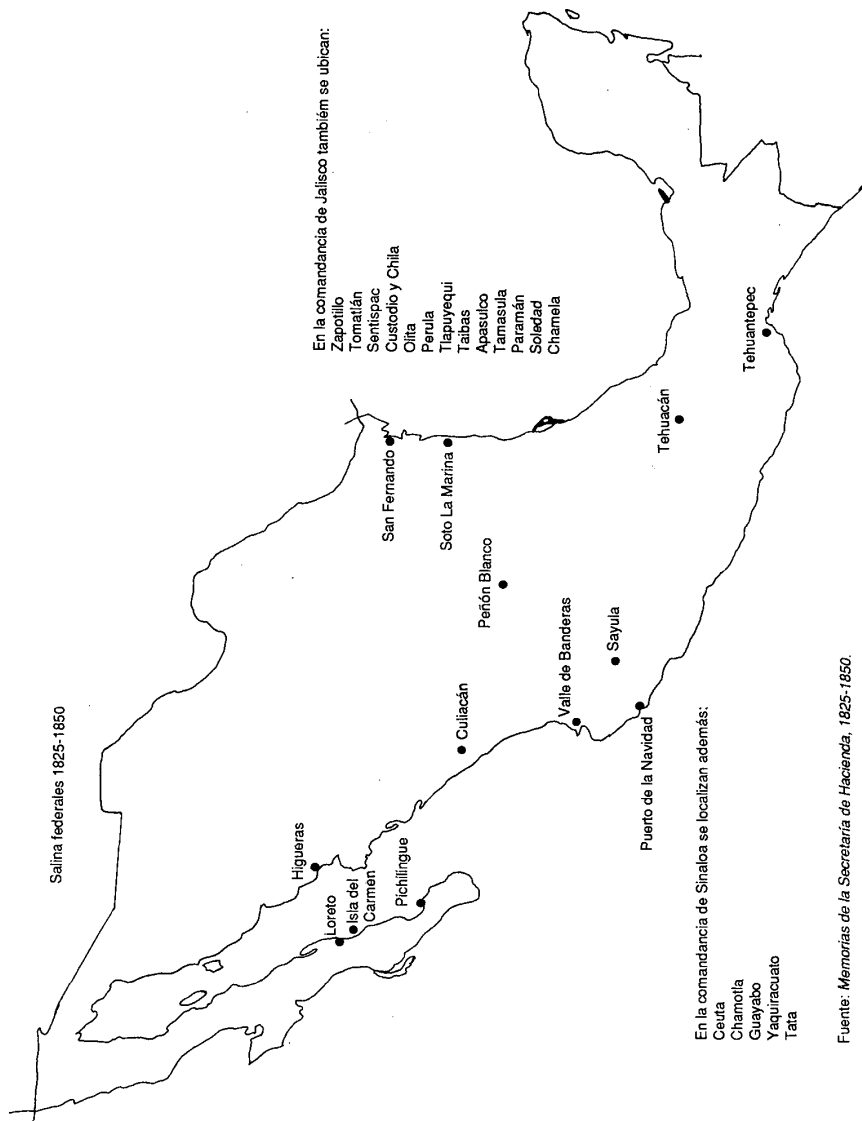 Salina federales 1825-1850
En la comandancia de Jalisco tambiém se ubican:
Zapotillo
Tomatlán
Sentispac
Custodio y Chila
Olita
Perula
Tlapuyequi
Taibas
Apasulco
Tamasula
Paramán
Soledad
Chamela
Higueras
Loreto
Isla del
Carmen
Pichilingue
Culiacán
San Fernando
Soto La Marina
Peñón Blanco
Valle de Banderas
Sayula
Puerto de la Navidad
Tehuacán
Tehuantepec
En la comandancia de Sinaloa se localizan además:
Ceuta
Chamotla
Guayabo
Yaquiracuato
Tata
Fuente: Memorias de la Secretaría de Hacienda, 1825-1850.